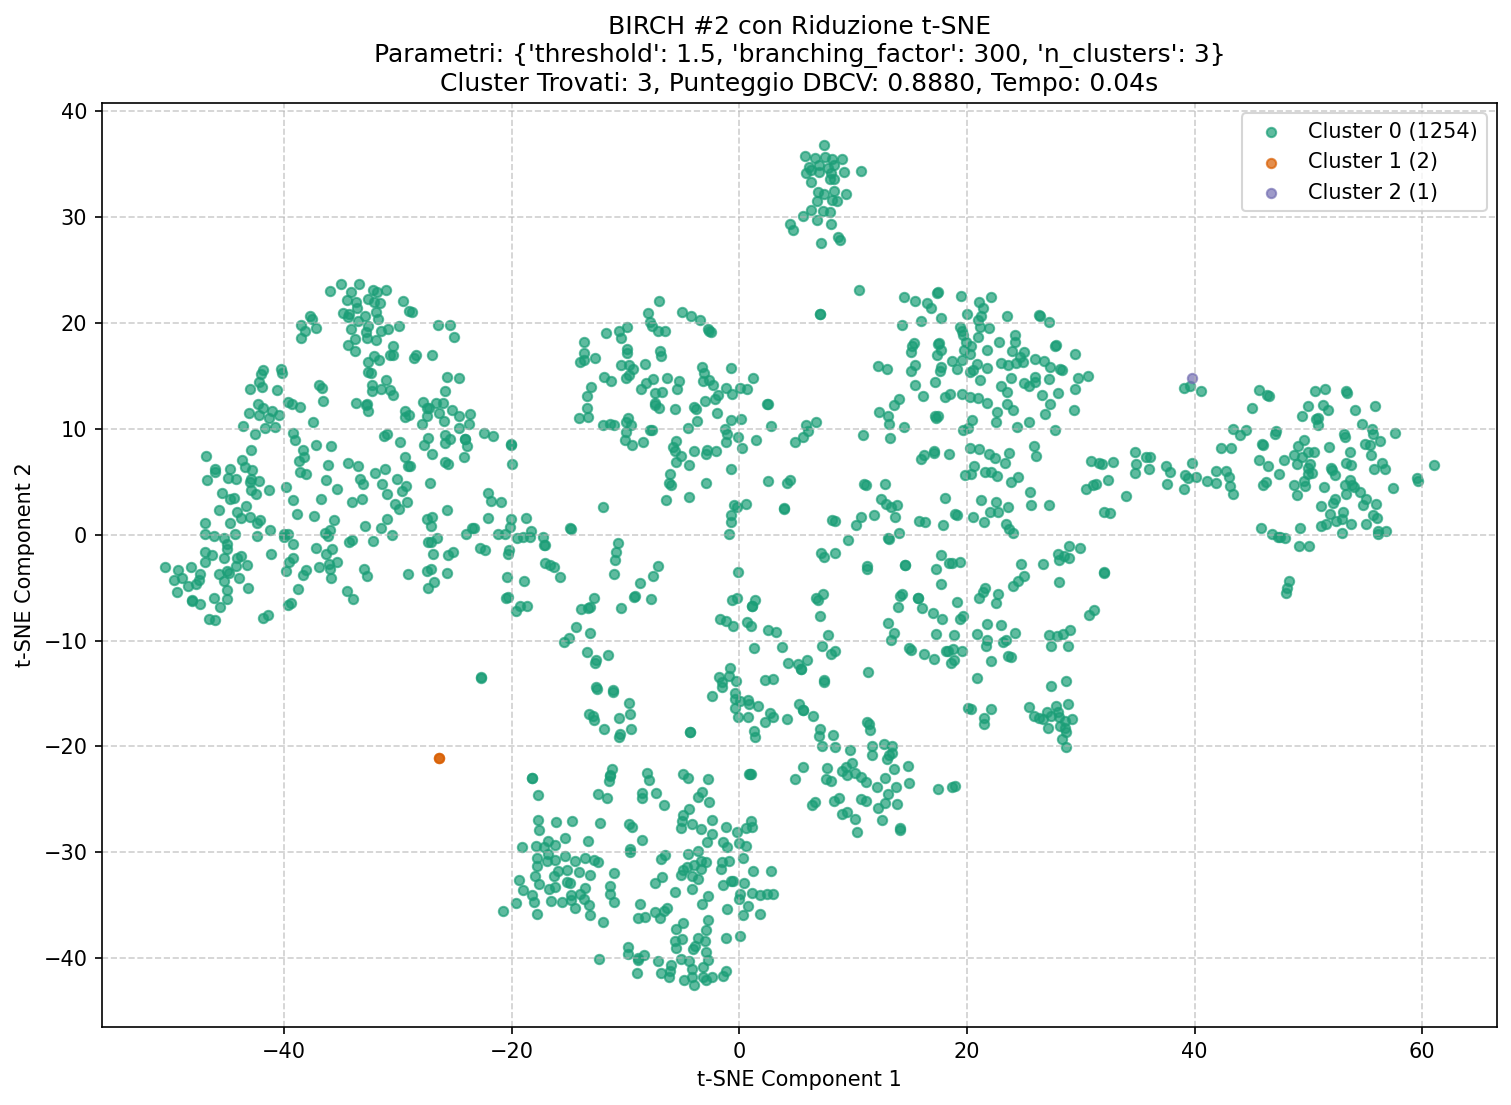 BIRCH #2 con Riduzione t-SNE
Parametri: {'threshold': 1.5, 'branching_factor': 300, 'n_clusters': 3}
Cluster Trovati: 3, Punteggio DBCV: 0.8880, Tempo: 0.04s
Cluster 0 (1254)
Cluster 1 (2)
Cluster 2 (1)
t-SNE Component 2
40
30
20
10
0
−10
−20
−30
−40
−40
−20
0
20
40
60
t-SNE Component 1